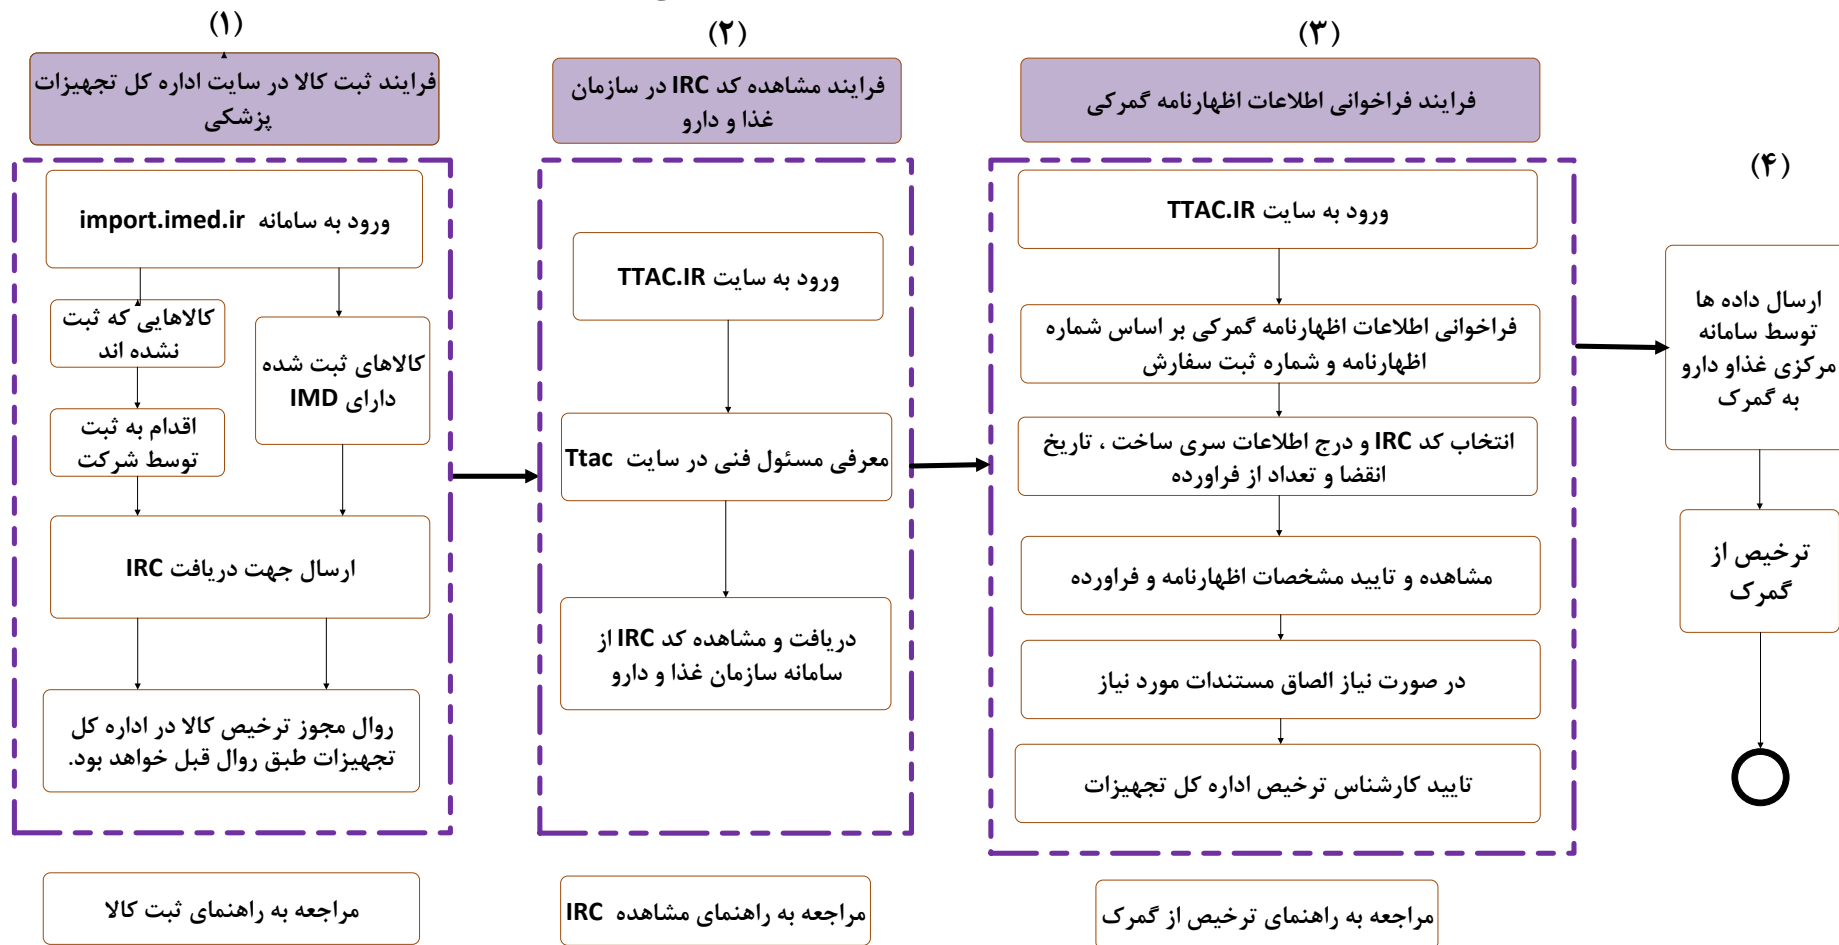 (۱)
فرایند ثبت کالا در سایت اداره کل تجهیزات
پزشکی
ورود به سامانه import.imed.ir
کالاهایی که ثبت
نشده اند
اقدام به ثبت
توسط شرکت
کالاهای ثبت شده
دارای IMD
ارسال جهت دریافت IRC
روال مجوز ترخیص کالا در اداره کل
تجهیزات طبق روال قبل خواهد بود.
مراجعه به راهنمای ثبت کالا
(۲)
فرایند مشاهده کد IRC در سازمان
غذا و دارو
ورود به سایت TTAC.IR
معرفی مسئول فنی در سایت Ttac
دریافت و مشاهده کد IRC از
سامانه سازمان غذا و دارو
مراجعه به راهنمای مشاهده IRC
(۳)
فرایند فراخوانی اطلاعات اظهارنامه گمرکی
ورود به سایت TTAC.IR
فراخوانی اطلاعات اظهارنامه گمرکی بر اساس شماره
اظهارنامه و شماره ثبت سفارش
انتخاب کد IRC و درج اطلاعات سری ساخت ، تاریخ
انقضا و تعداد از فراورده
مشاهده و تایید مشخصات اظهارنامه و فراورده
در صورت نیاز الصاق مستندات مورد نیاز
تایید کارشناس ترخیص اداره کل تجهیزات
مراجعه به راهنمای ترخیص از گمرک
(۴)
ارسال داده ها
توسط سامانه
مرکزی غذاو دارو
به گمرک
ترخیص از
گمرک